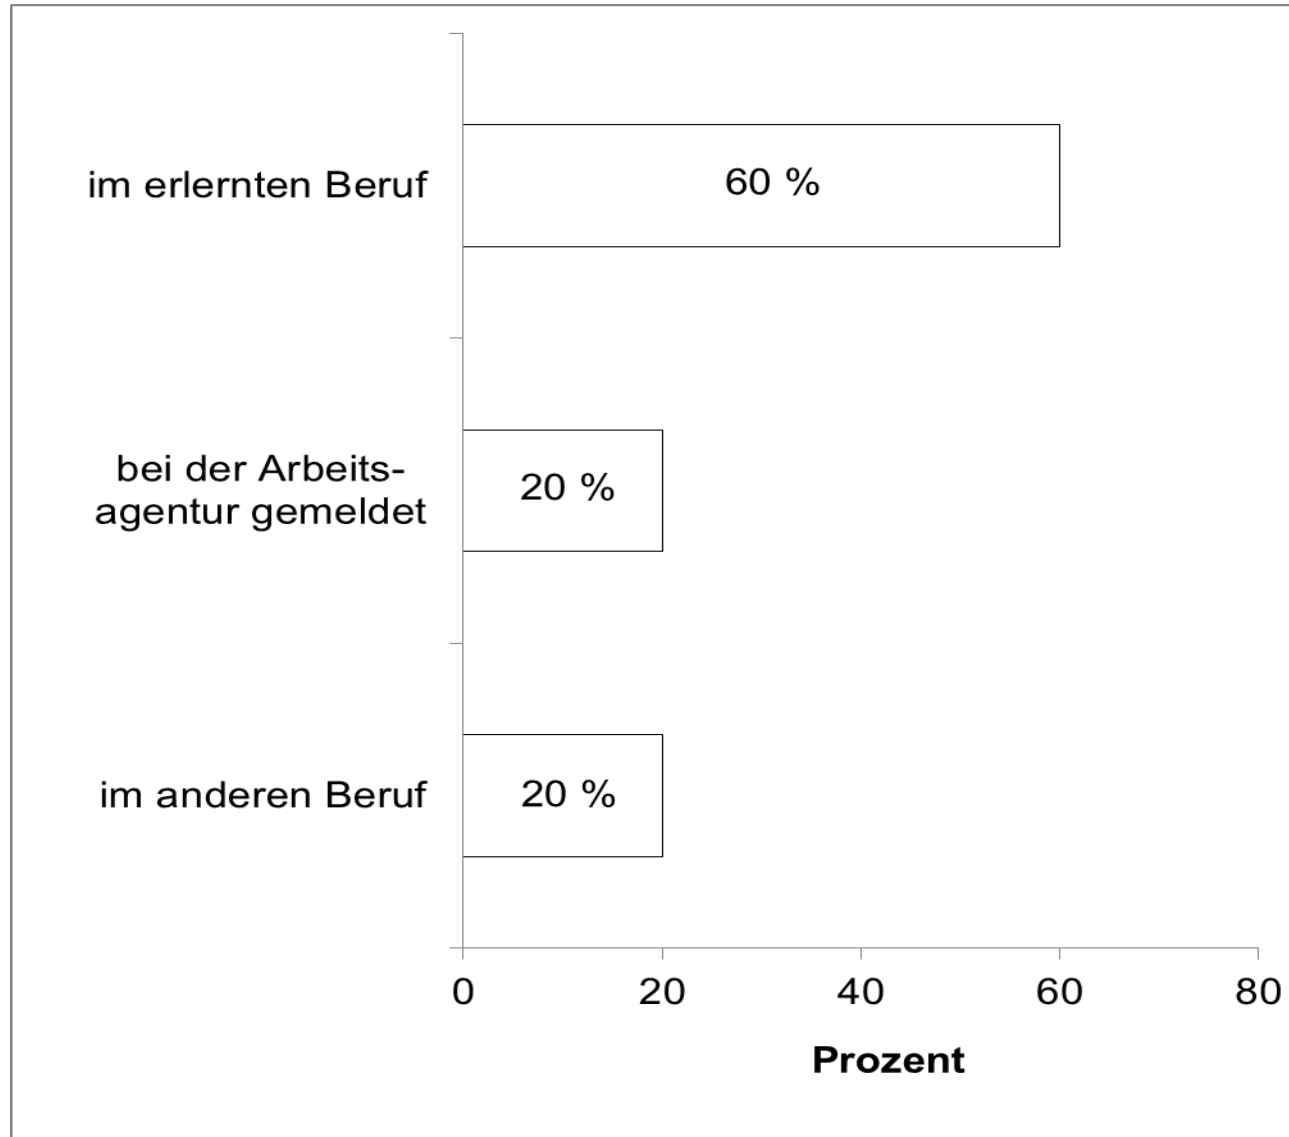 im erlernten Beruf
60 %
bei der Arbeits-
agentur gemeldet
20 %
im anderen Beruf
20 %
0 20 40 60 80
Prozent